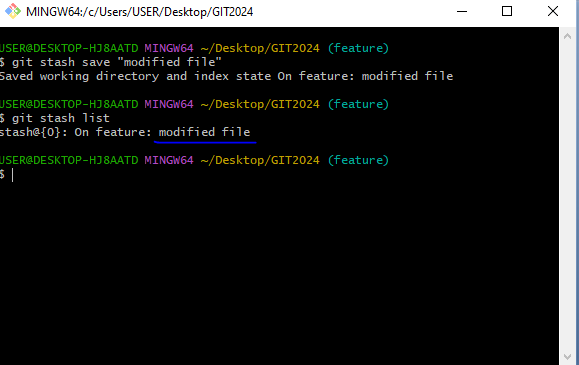 MINGW64:/c/Users/USER/Desktop/GIT2024
USER@DESKTOP-HJ8AATD MINGW64 ~/Desktop/GIT2024 (feature)
$ git stash save "modified file"
Saved working directory and index state On feature: modified file
USER@DESKTOP-HJ8AATD MINGW64 ~/Desktop/GIT2024 (feature)
$ git stash list
stash@{0}: On feature: modified file
USER@DESKTOP-HJ8AATD MINGW64 ~/Desktop/GIT2024 (feature)
$